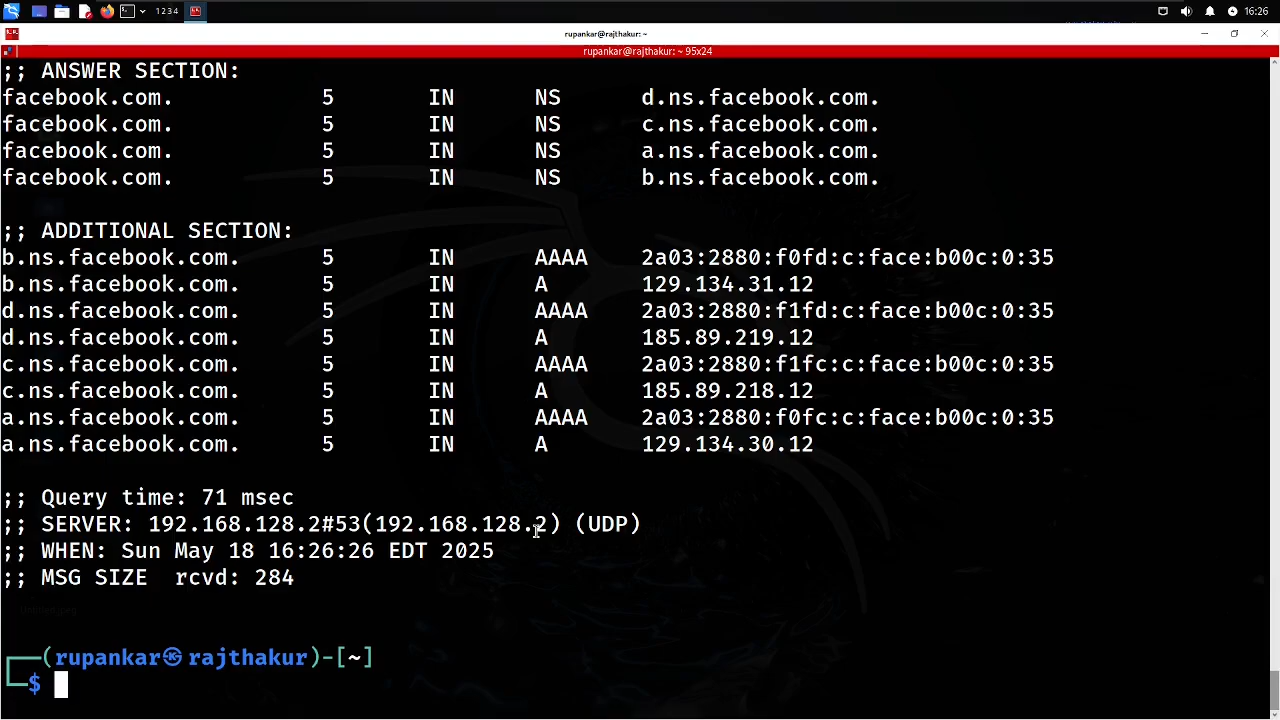 1 2 3 4
16:26
rupankar@rajthakur: ~
rupankar@rajthakur: ~ 95x24
;; ANSWER SECTION:
facebook.com. 5 IN NS d.ns.facebook.com.
facebook.com. 5 IN NS c.ns.facebook.com.
facebook.com. 5 IN NS a.ns.facebook.com.
facebook.com. 5 IN NS b.ns.facebook.com.
;; ADDITIONAL SECTION:
b.ns.facebook.com. 5 IN AAAA 2a03:2880:f0fd:c:face:b00c:0:35
b.ns.facebook.com. 5 IN A 129.134.31.12
d.ns.facebook.com. 5 IN AAAA 2a03:2880:f1fd:c:face:b00c:0:35
d.ns.facebook.com. 5 IN A 185.89.219.12
c.ns.facebook.com. 5 IN AAAA 2a03:2880:f1fc:c:face:b00c:0:35
c.ns.facebook.com. 5 IN A 185.89.218.12
a.ns.facebook.com. 5 IN AAAA 2a03:2880:f0fc:c:face:b00c:0:35
a.ns.facebook.com. 5 IN A 129.134.30.12
;; Query time: 71 msec
;; SERVER: 192.168.128.2#53(192.168.128.2) (UDP)
;; WHEN: Sun May 18 16:26:26 EDT 2025
;; MSG SIZE  rcvd: 284
┌──(rupankar㉿rajthakur)-[~]
└─$